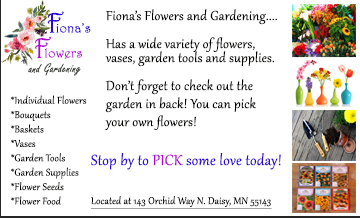 Fiona's
Flowers
and Gardening
*Individual Flowers
*Bouquets
*Baskets
*Vases
*Garden Tools
*Garden Supplies
*Flower Seeds
*Flower Food
Fiona's Flowers and Gardening....
Has a wide variety of flowers,
vases, garden tools and supplies.
Don't forget to check out the
garden in back! You can pick
your own flowers!
Stop by to PICK some love today!
Located at 143 Orchid Way N. Daisy, MN 55143